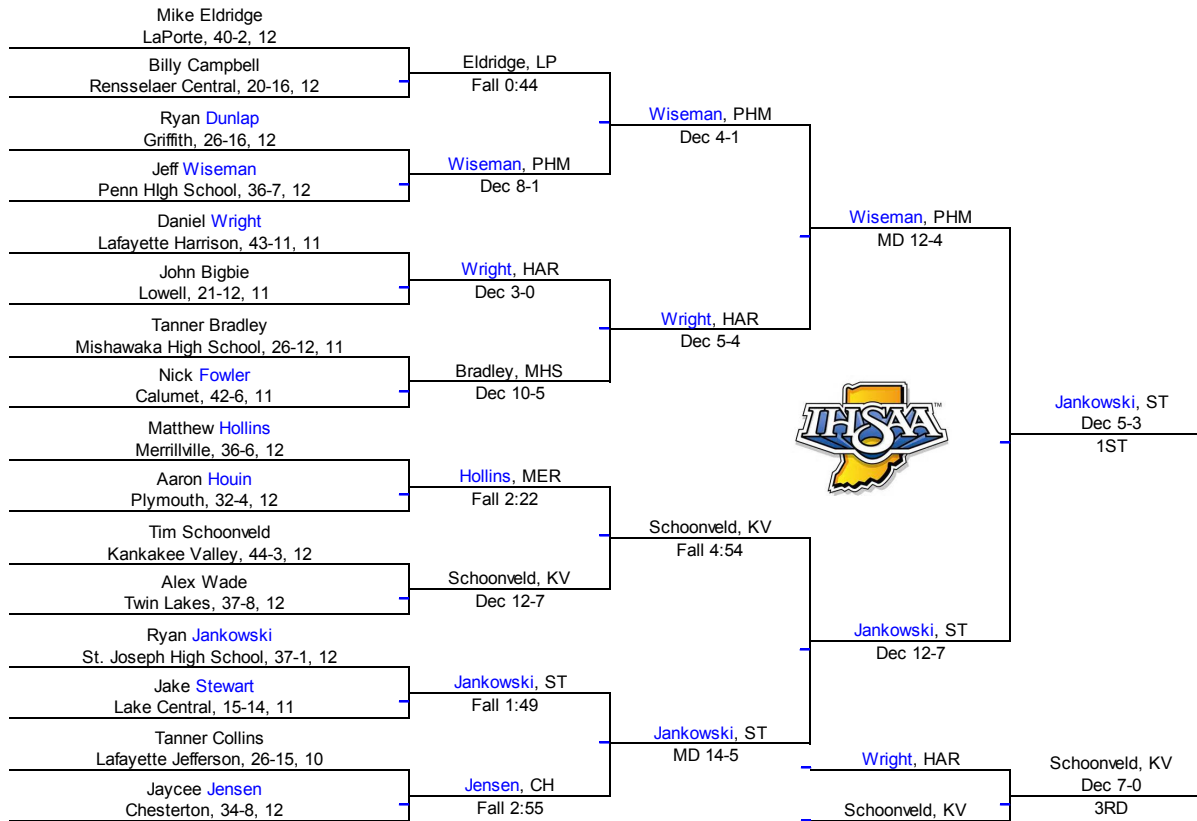 Mike Eldridge
LaPorte, 40-2, 12
Billy Campbell
Rensselaer Central, 20-16, 12
Ryan Dunlap
Griffith, 26-16, 12
Jeff Wiseman
Penn HIgh School, 36-7, 12
Daniel Wright
Lafayette Harrison, 43-11, 11
John Bigbie
Lowell, 21-12, 11
Tanner Bradley
Mishawaka High School, 26-12, 11
Nick Fowler
Calumet, 42-6, 11
Matthew Hollins
Merrillville, 36-6, 12
Aaron Houin
Plymouth, 32-4, 12
Tim Schoonveld
Kankakee Valley, 44-3, 12
Alex Wade
Twin Lakes, 37-8, 12
Ryan Jankowski
St. Joseph High School, 37-1, 12
Jake Stewart
Lake Central, 15-14, 11
Tanner Collins
Lafayette Jefferson, 26-15, 10
Jaycee Jensen
Chesterton, 34-8, 12
Eldridge, LP
Fall 0:44
Wiseman, PHM
Dec 8-1
Wright, HAR
Dec 3-0
Bradley, MHS
Dec 10-5
Hollins, MER
Fall 2:22
Schoonveld, KV
Dec 12-7
Jankowski, ST
Fall 1:49
Jensen, CH
Fall 2:55
Wiseman, PHM
Dec 4-1
Wright, HAR
Dec 5-4
Schoonveld, KV
Fall 4:54
Jankowski, ST
MD 14-5
Wiseman, PHM
MD 12-4
Jankowski, ST
Dec 12-7
IHSAA
TM
Jankowski, ST
Dec 5-3
1ST
Wright, HAR
Schoonveld, KV
Schoonveld, KV
Dec 7-0
3RD